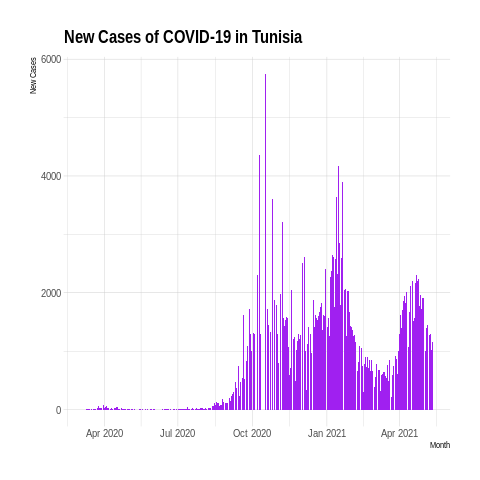 New Cases of COVID-19 in Tunisia
New Cases
6000
4000
2000
0
Apr 2020 Jul 2020 Oct 2020 Jan 2021 Apr 2021
Month